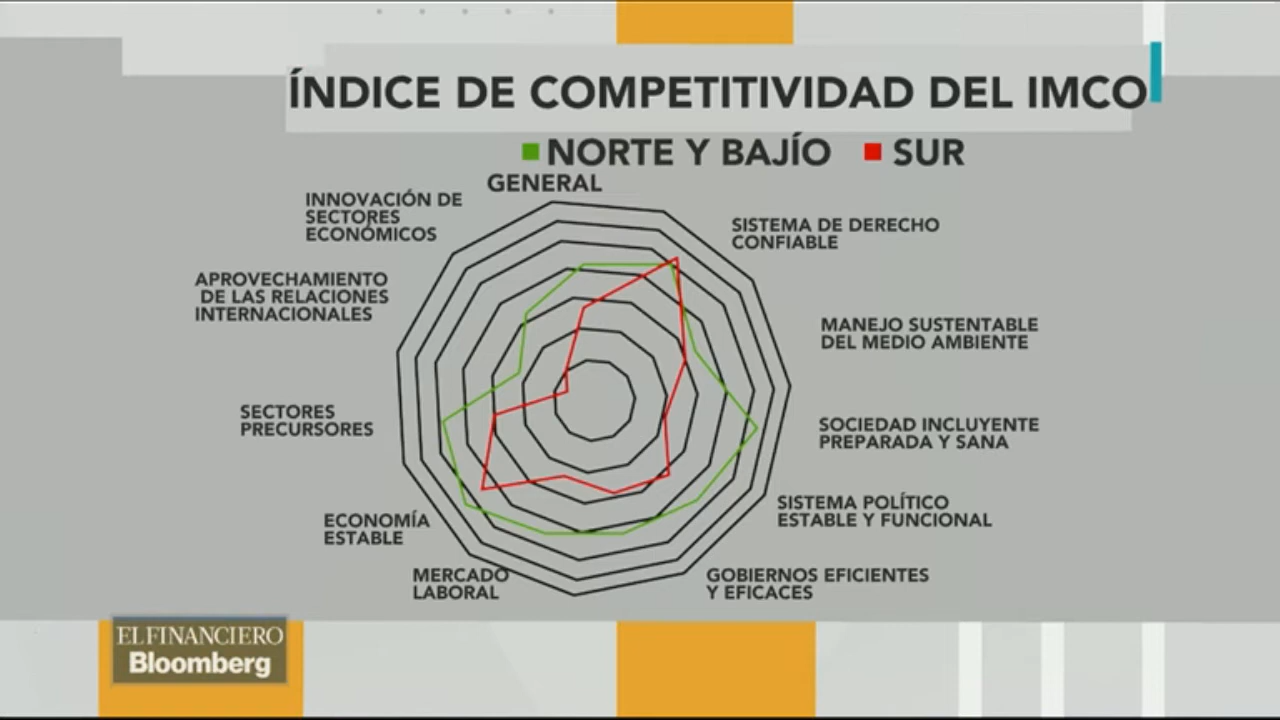 ÍNDICE DE COMPETITIVIDAD DEL IMCO
NORTE Y BAJÍO SUR
GENERAL
INNOVACIÓN DE
SECTORES
ECONÓMICOS
SISTEMA DE DERECHO
CONFIABLE
APROVECHAMIENTO
DE LAS RELACIONES
INTERNACIONALES
MANEJO SUSTENTABLE
DEL MEDIO AMBIENTE
SECTORES
PRECURSORES
SOCIEDAD INCLUYENTE
PREPARADA Y SANA
ECONOMÍA
ESTABLE
SISTEMA POLÍTICO
ESTABLE Y FUNCIONAL
MERCADO
LABORAL
GOBIERNOS EFICIENTES
Y EFICACES
EL FINANCIERO
Bloomberg